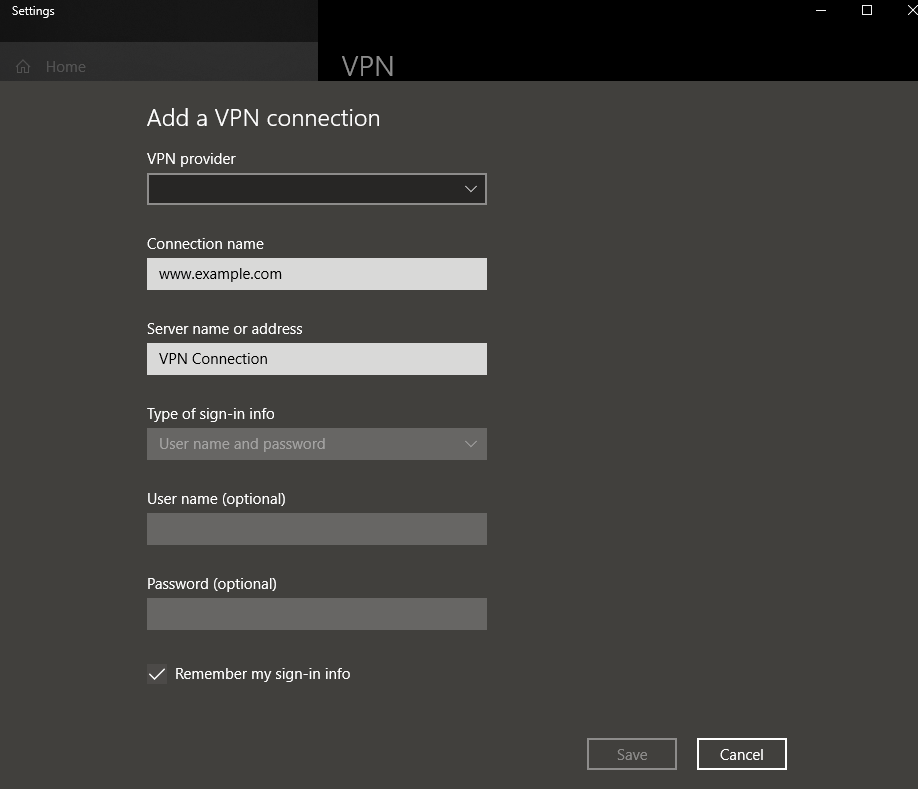 Settings
Home
VPN
Add a VPN connection
VPN provider
Connection name
www.example.com
Server name or address
VPN Connection
Type of sign-in info
User name and password
User name (optional)
Password (optional)
Remember my sign-in info
Save
Cancel